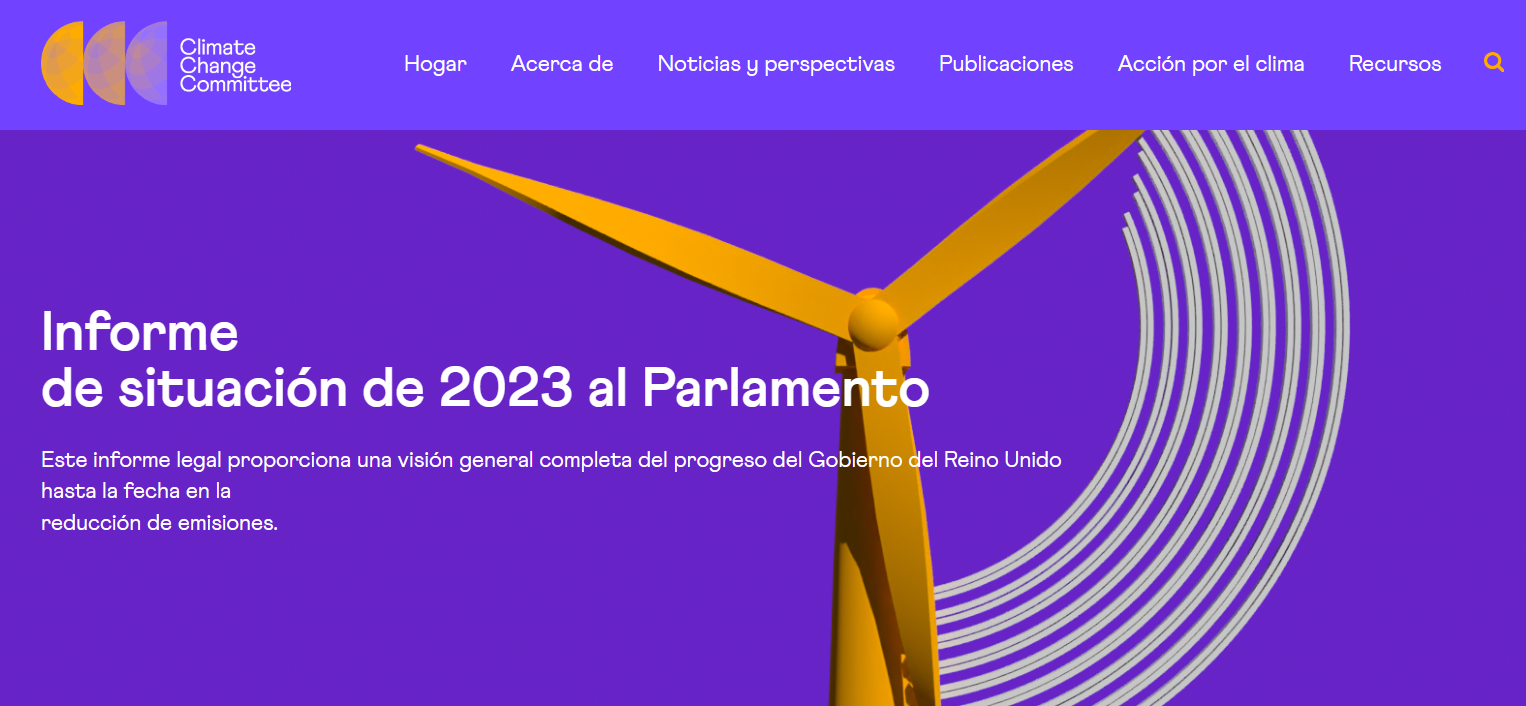 Climate
Change
Committee
Hogar
Acerca de
Noticias y perspectivas
Publicaciones
Acción por el clima
Recursos
Informe
de situación de 2023 al Parlamento
Este informe legal proporciona una visión general completa del progreso del Gobierno del Reino Unido
hasta la fecha en la
reducción de emisiones.